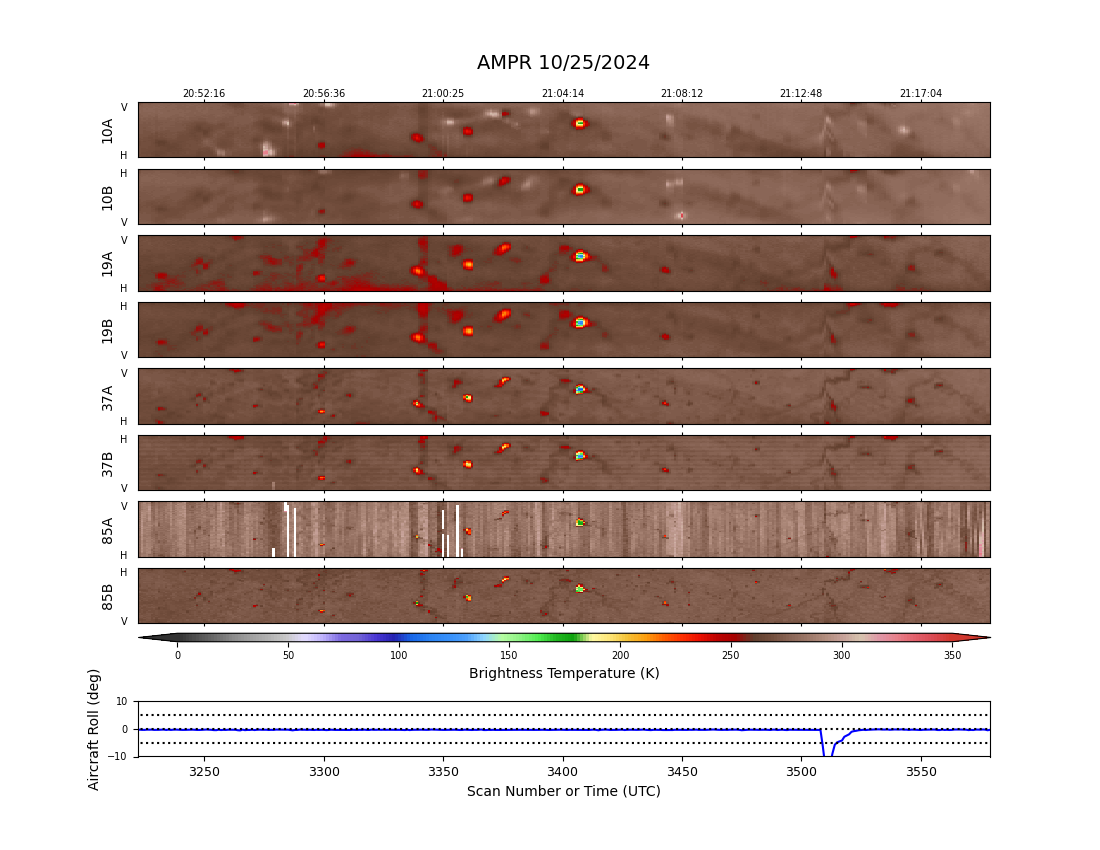 AMPR 10/25/2024
20:52:16 20:56:36 21:00:25 21:04:14 21:08:12 21:12:48 21:17:04
V
10A
H
H
10B
V
V
19A
H
H
19B
V
V
37A
H
H
37B
V
V
85A
H
H
85B
V
0 50 100 150 200 250 300 350
Brightness Temperature (K)
Aircraft Roll (deg)
10
0
−10
3250 3300 3350 3400 3450 3500 3550
Scan Number or Time (UTC)